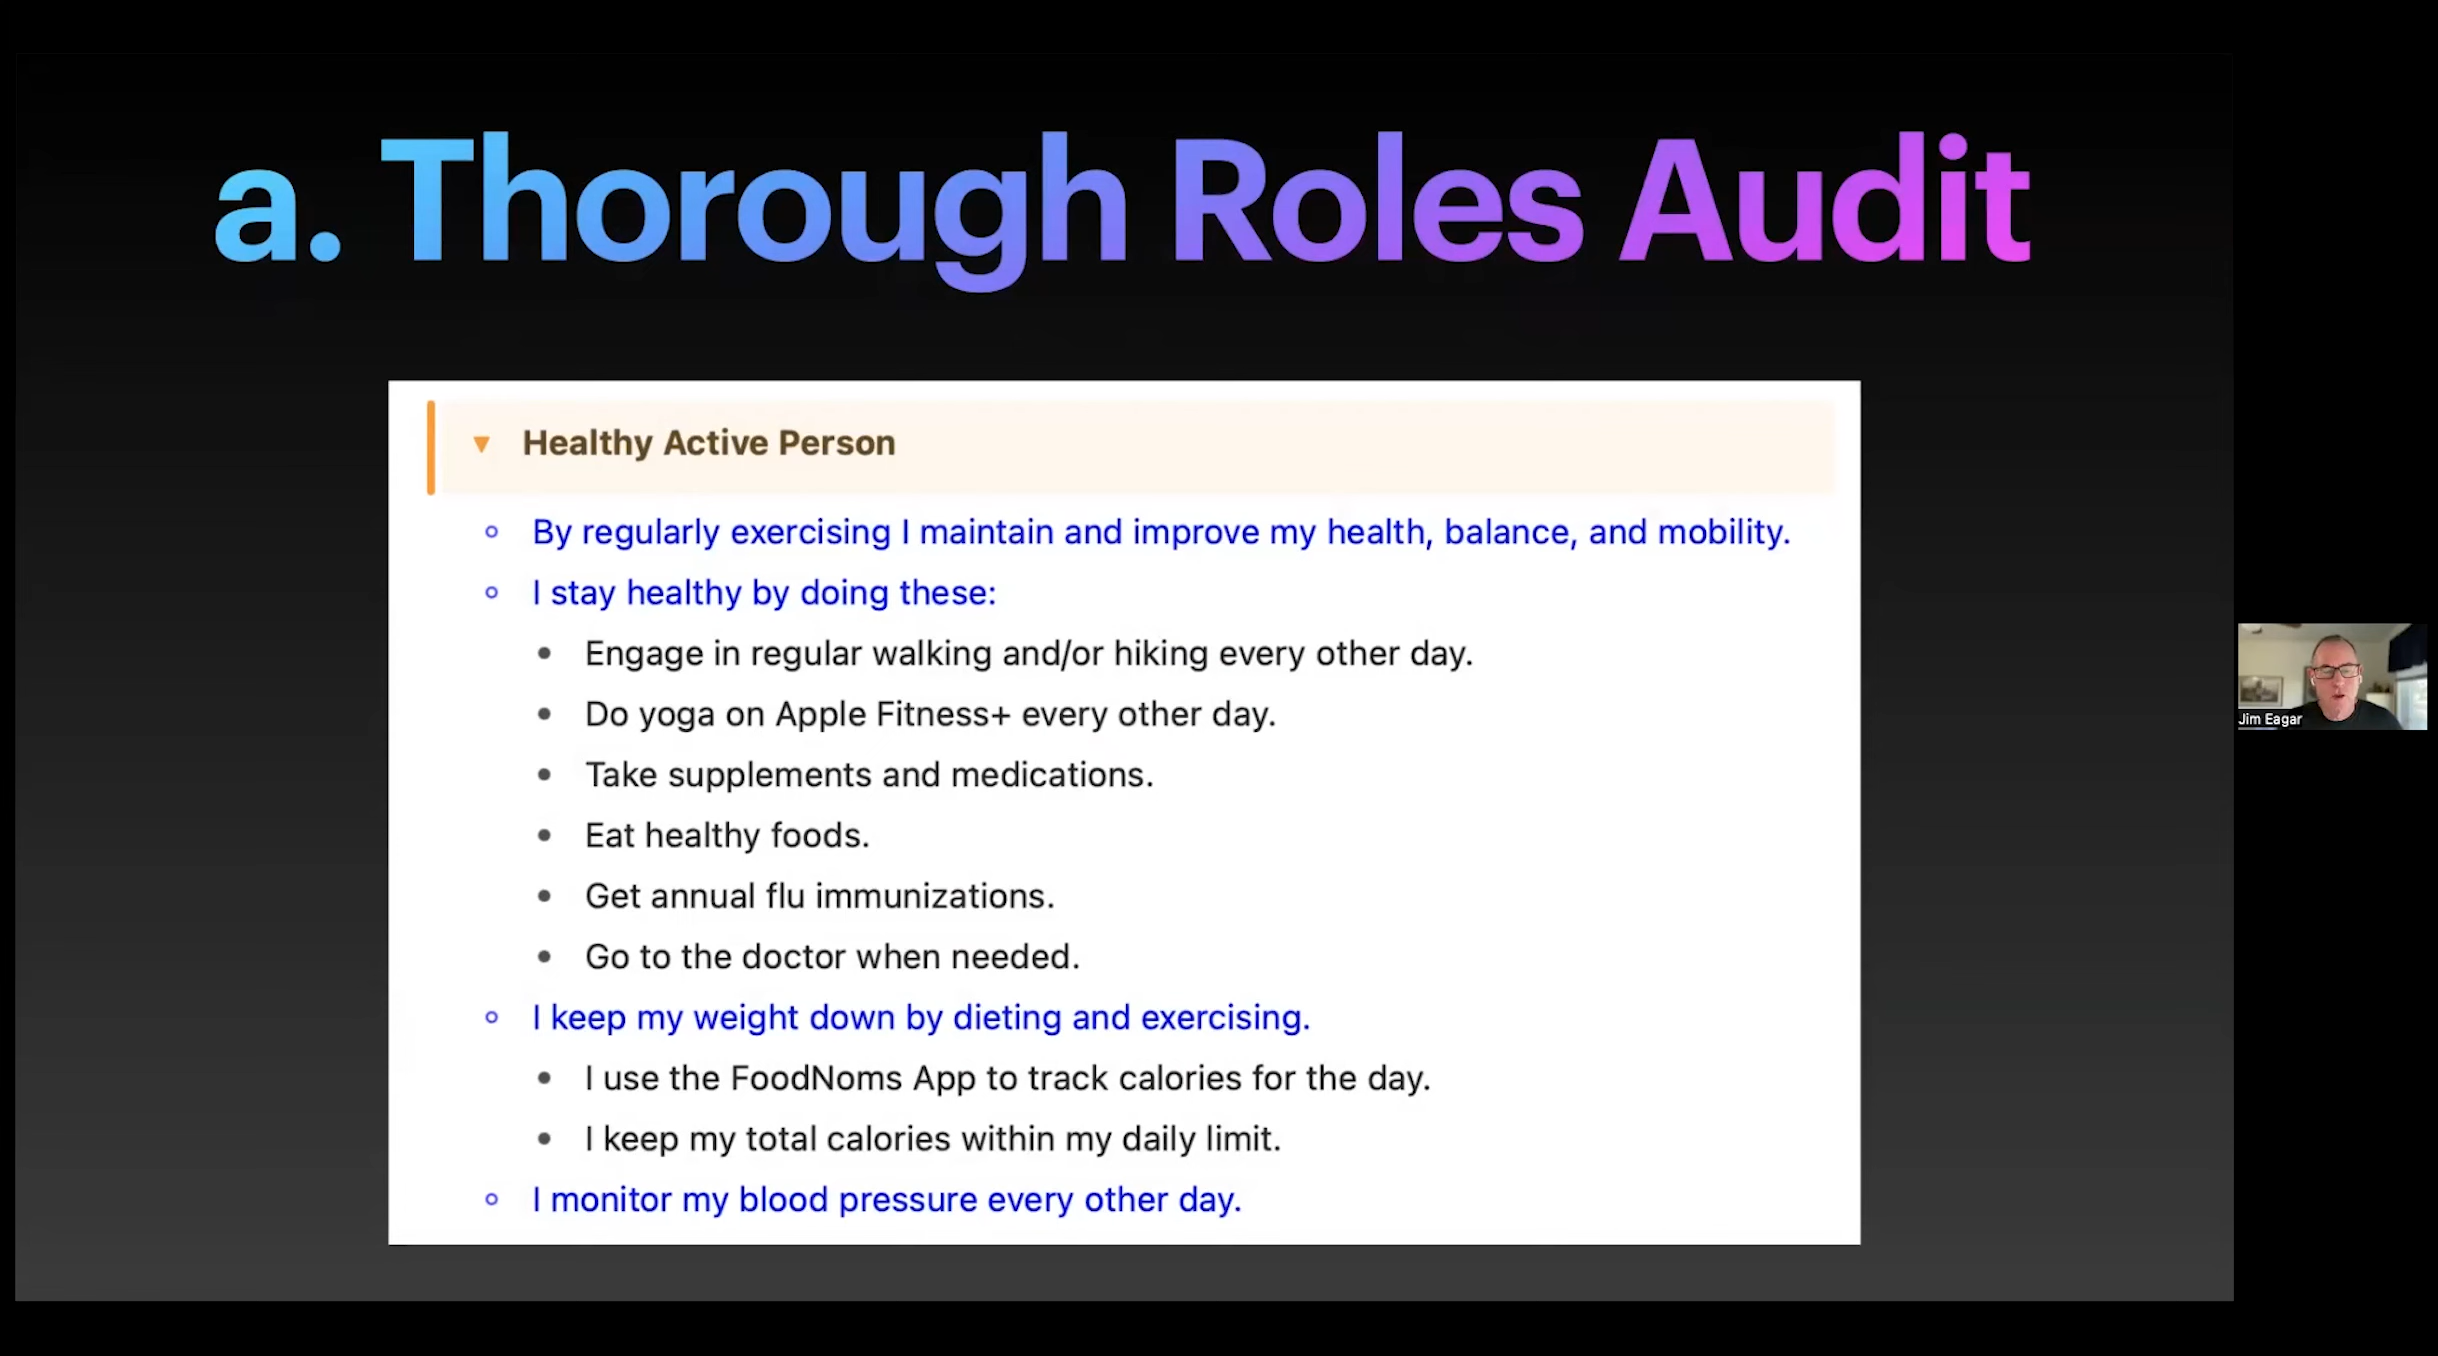 a. Thorough Roles Audit
Healthy Active Person
By regularly exercising I maintain and improve my health, balance, and mobility.
I stay healthy by doing these:
Engage in regular walking and/or hiking every other day.
Do yoga on Apple Fitness+ every other day.
Take supplements and medications.
Eat healthy foods.
Get annual flu immunizations.
Go to the doctor when needed.
I keep my weight down by dieting and exercising.
I use the FoodNoms App to track calories for the day.
I keep my total calories within my daily limit.
I monitor my blood pressure every other day.
Jim Eagar